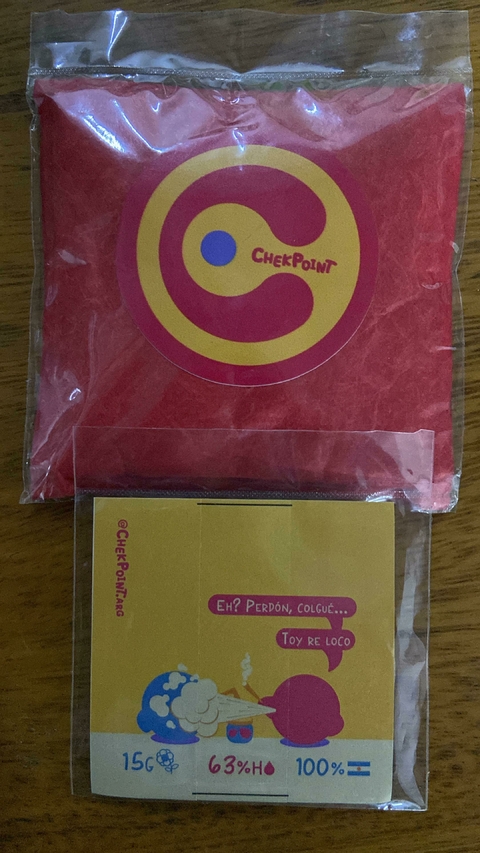 CHEKPOINT
@CHEKPOINT.ARG
EH? PERDÓN, COLGUÉ...
TOY RE LOCO
15G
63%H
100%